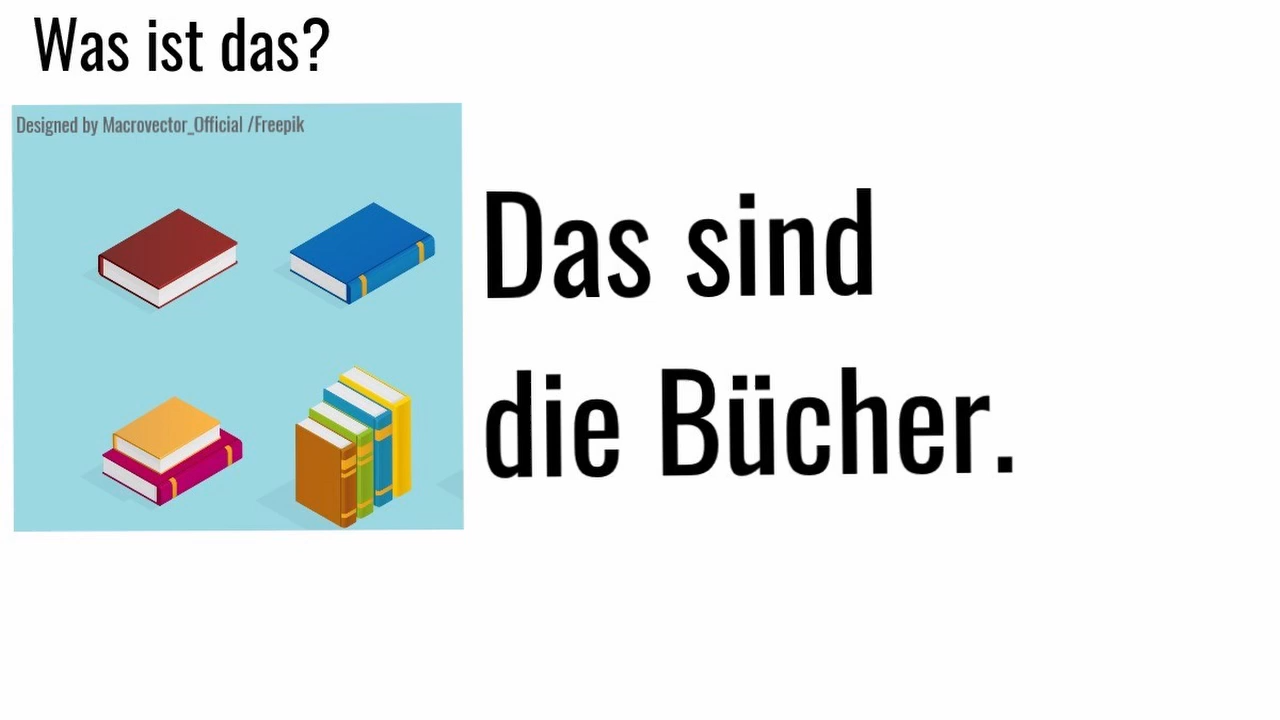 Was ist das?
Designed by Macrovector_Official /Freepik
Das sind
die Bücher.